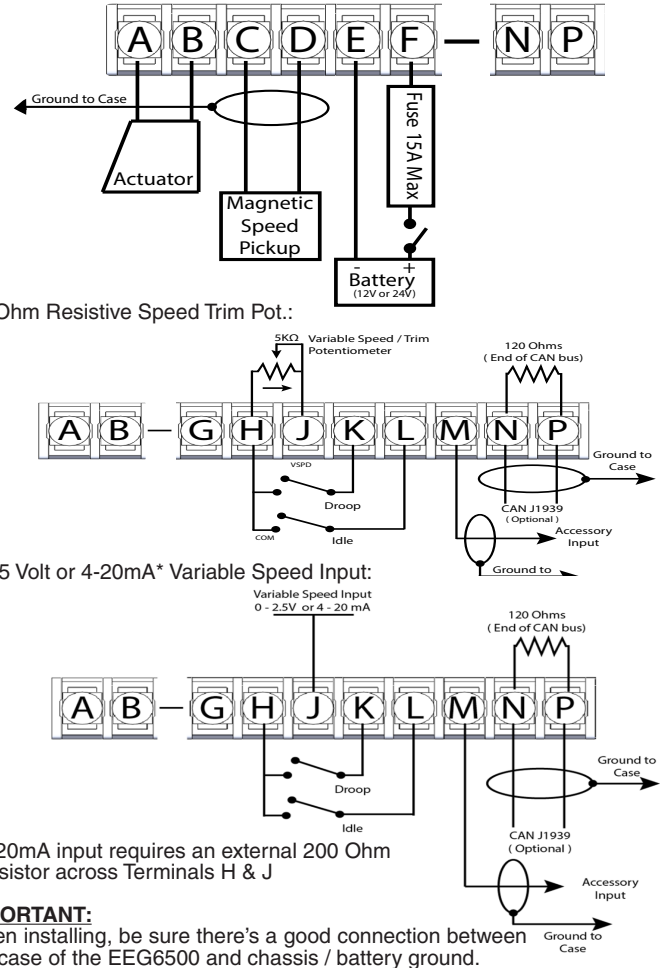 A B C D E F — N P
Ground to Case
Actuator
Magnetic
Speed
Pickup
Fuse 15A Max
- +
Battery
(12V or 24V)
Ohm Resistive Speed Trim Pot.:
5KΩ Variable Speed / Trim
Potentiometer
120 Ohms
( End of CAN bus)
A B — G H J K L M N P
Ground to
Case
VSPD
Droop
COM
Idle
CAN J1939
( Optional )
Accessory
Input
Ground to
5 Volt or 4-20mA* Variable Speed Input:
Variable Speed Input
0 - 2.5V or 4 - 20 mA
120 Ohms
( End of CAN bus)
A B — G H J K L M N P
Ground to
Case
Droop
Idle
CAN J1939
( Optional )
20mA input requires an external 200 Ohm
sistor across Terminals H & J
Accessory
Input
Ground to
Case
PORTANT:
en installing, be sure there's a good connection between
case of the EEG6500 and chassis / battery ground.